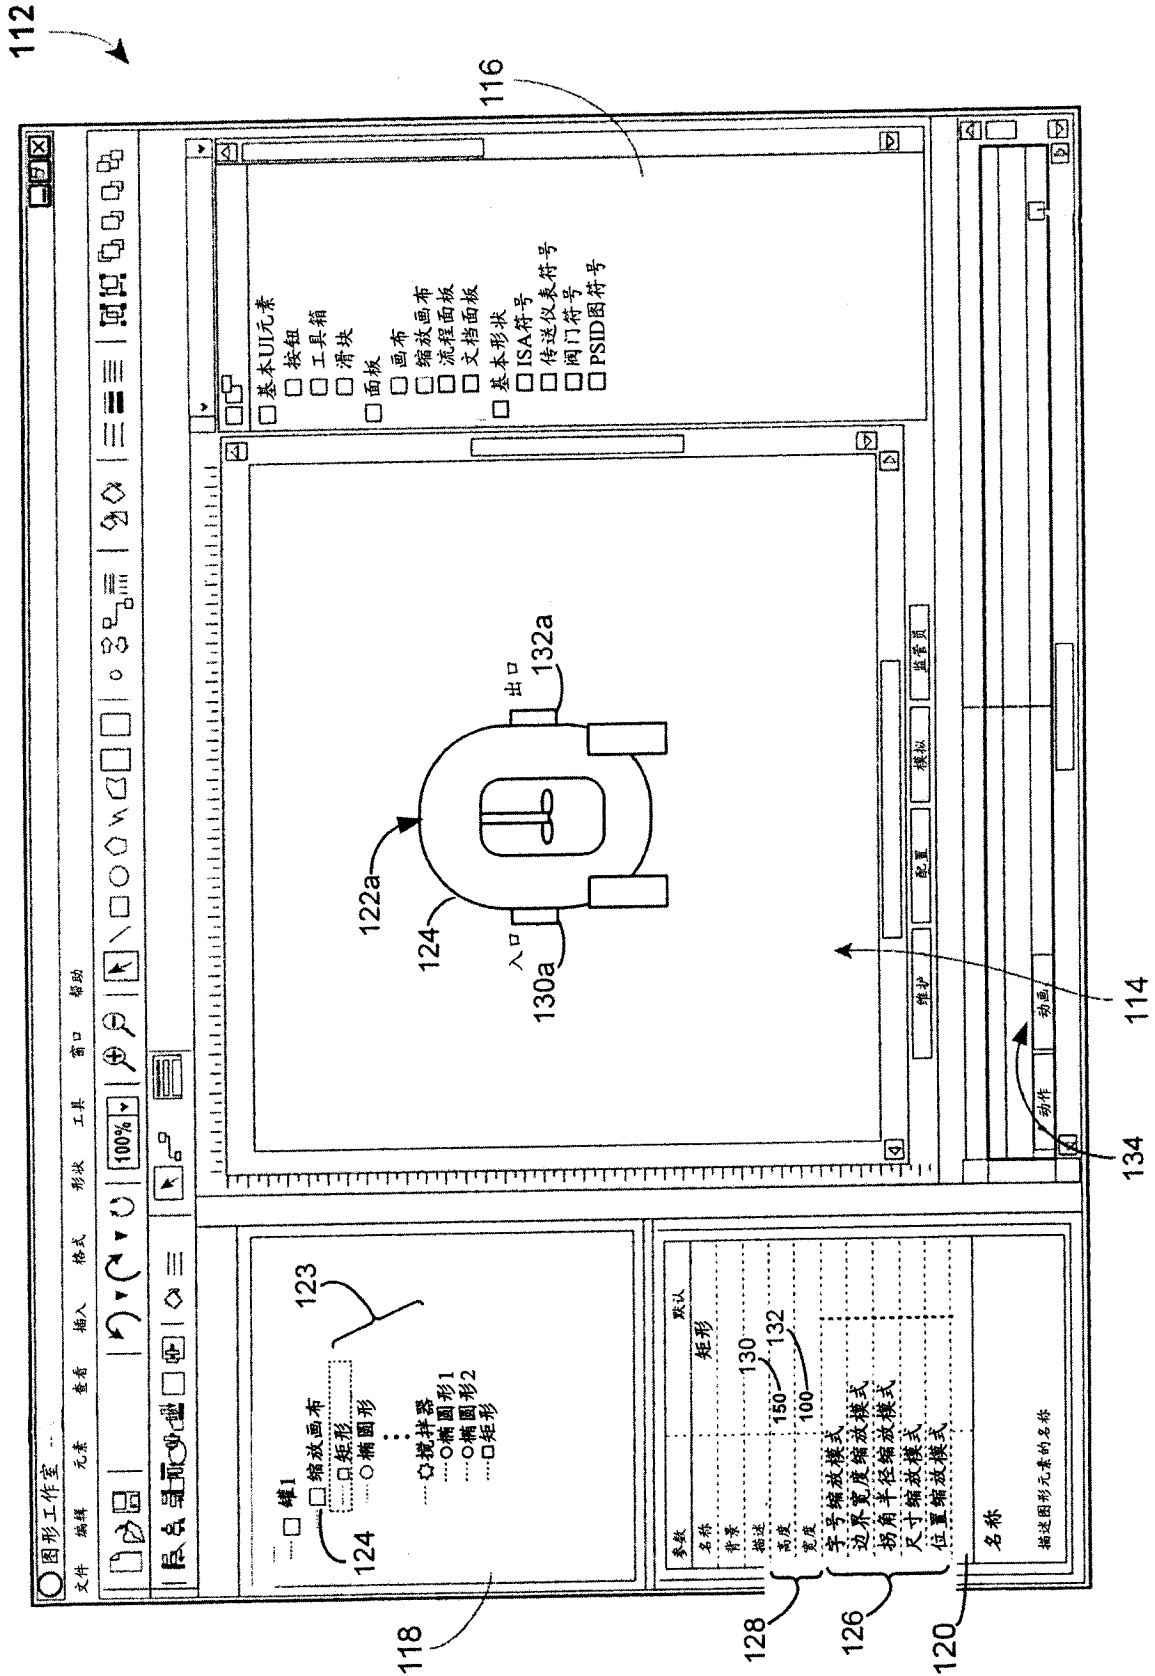 112
图形工作室
文件 编辑 元素 查看 插入 格式 形状 工具 窗口 帮助
100%
罐1
缩放画布
矩形
椭圆形
搅拌器
椭圆形1
椭圆形2
矩形
123
124
118
参数 默认
名称 矩形
背景
描述
高度 150
宽度 100
字号缩放模式
边界宽度缩放模式
拐角半径缩放模式
尺寸缩放模式
位置缩放模式
130
132
128
126
120
名称
描述图形元素的名称
122a
124
入口
130a
出口
132a
114
维护 配置 模拟 监管员
基本UI元素
按钮
工具箱
滑块
面板
画布
缩放画布
流程面板
文档面板
基本形状
ISA符号
传送仪表符号
阀门符号
PSID图符号
116
动作 动画
134